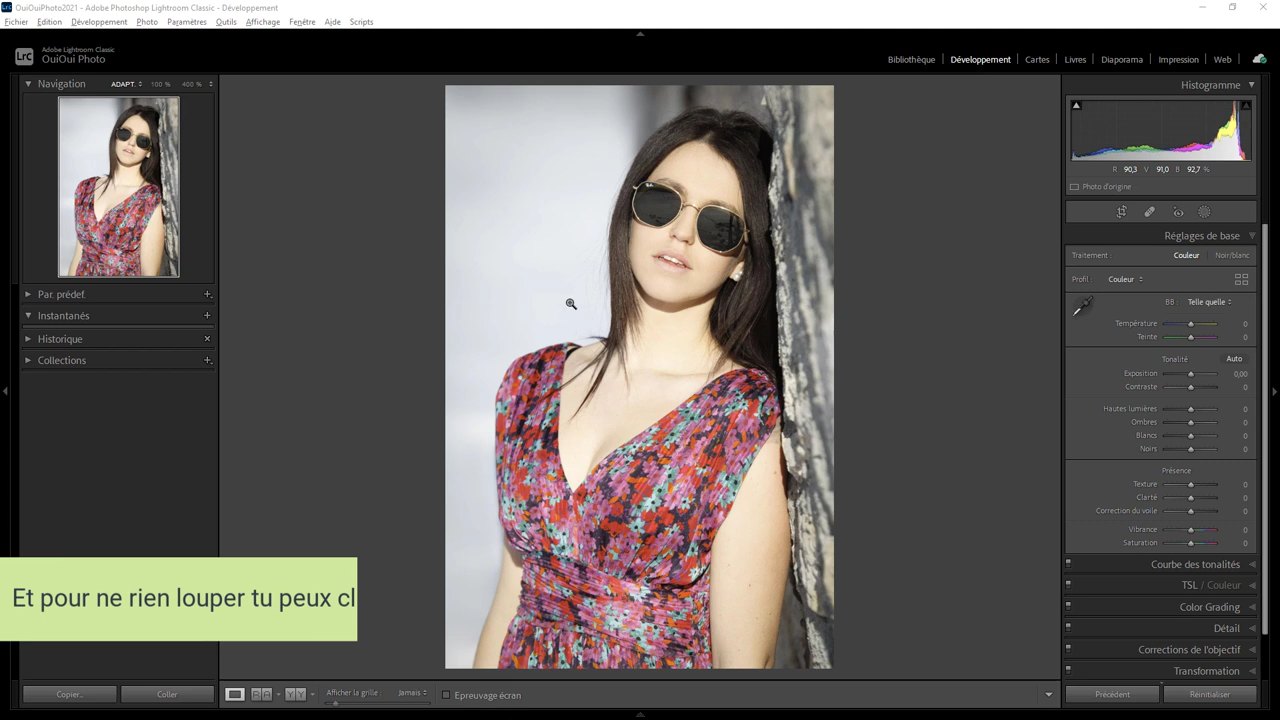 OuiOuiPhoto2021 - Adobe Photoshop Lightroom Classic - Développement
Fichier Edition Développement Photo Paramètres Outils Affichage Fenêtre Aide Scripts
Lrc
Adobe Lightroom Classic
OuiOui Photo
Bibliothèque | Développement | Cartes | Livres | Diaporama | Impression | Web
Navigation ADAPT. 100 % 400 %
Par. prédef.
Instantanés
Historique
Collections
Et pour ne rien louper tu peux cl
Copier... Coller
RA YY Afficher la grille : Jamais Epreuvage écran
Histogramme
R 90,3 V 91,0 B 92,7 %
Photo d'origine
Réglages de base
Traitement : Couleur Noir/blanc
Profil : Couleur
BB : Telle quelle
Température 0
Teinte 0
Tonalité Auto
Exposition 0,00
Contraste 0
Hautes lumières 0
Ombres 0
Blancs 0
Noirs 0
Présence
Texture 0
Clarté 0
Correction du voile 0
Vibrance 0
Saturation 0
Courbe des tonalités
TSL / Couleur
Color Grading
Détail
Corrections de l'objectif
Transformation
Précédent Réinitialiser